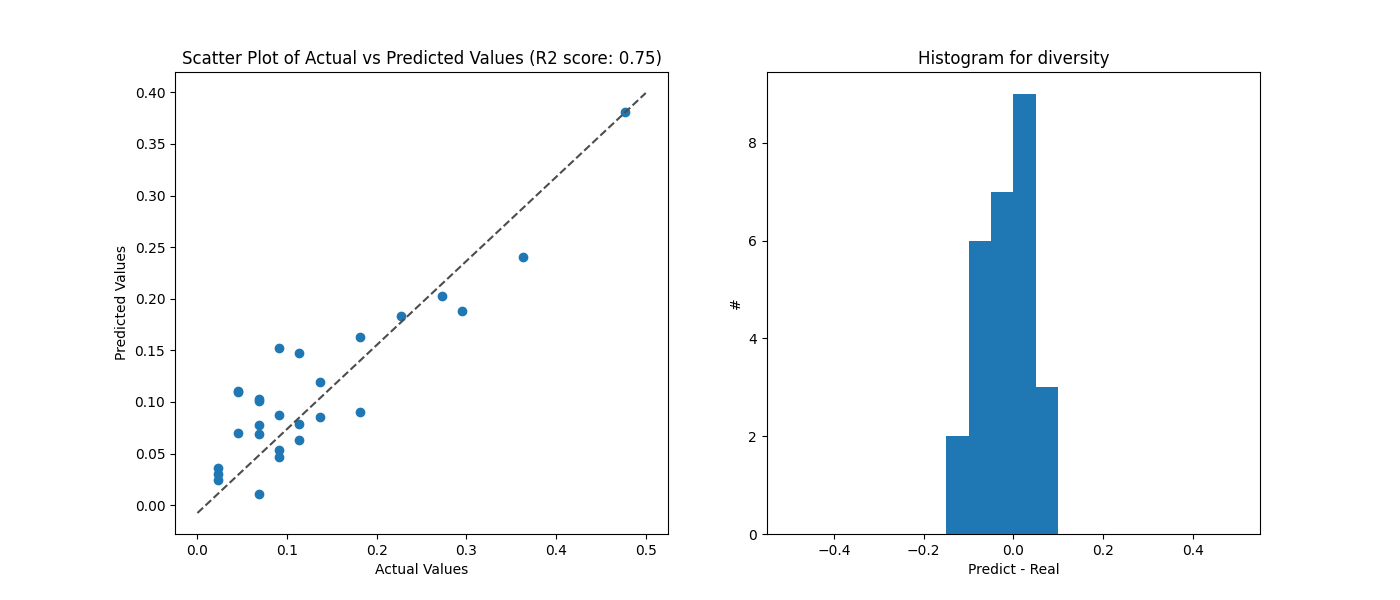 Scatter Plot of Actual vs Predicted Values (R2 score: 0.75)
0.40
0.35
0.30
0.25
0.20
0.15
0.10
0.05
0.00
Predicted Values
0.0 0.1 0.2 0.3 0.4 0.5
Actual Values
Histogram for diversity
8
6
4
2
0
#
−0.4 −0.2 0.0 0.2 0.4
Predict - Real